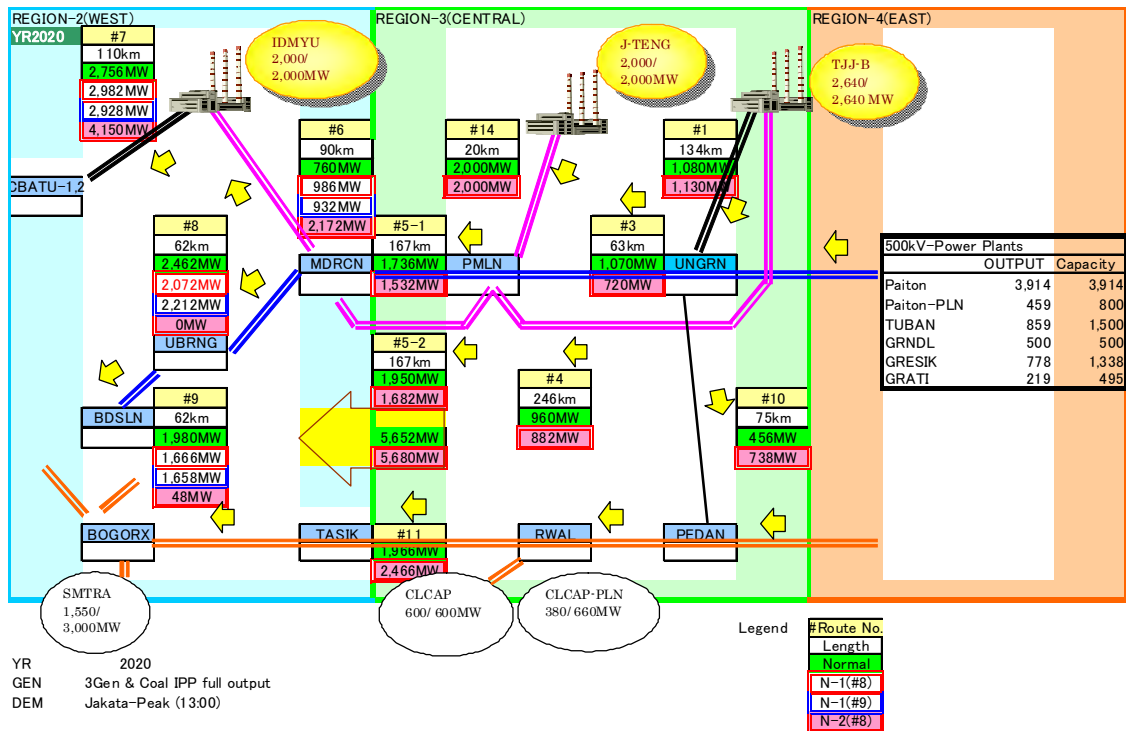 REGION-2(WEST)
REGION-3(CENTRAL)
REGION-4(EAST)
YR2020
#7
110km
2,756MW
2,982MW
2,928MW
4,150MW
IDMYU
2,000/
2,000MW
J-TENG
2,000/
2,000MW
TJJ-B
2,640/
2,640 MW
#6
90km
760MW
986MW
932MW
2,172MW
#14
20km
2,000MW
2,000MW
#1
134km
1,080MW
1,130MW
CBATU-1,2
#8
62km
2,462MW
2,072MW
2,212MW
0MW
UBRNG
MDRCN
#5-1
167km
1,736MW
1,532MW
PMLN
#3
63km
1,070MW
720MW
UNGRN
500kV-Power Plants
OUTPUT Capacity
Paiton 3,914 3,914
Paiton-PLN 459 800
TUBAN 859 1,500
GRNDL 500 500
GRESIK 778 1,338
GRATI 219 495
#5-2
167km
1,950MW
1,682MW
5,652MW
5,680MW
#4
246km
960MW
882MW
#10
75km
456MW
738MW
BDSLN
#9
62km
1,980MW
1,666MW
1,658MW
48MW
BOGORX
TASIK
#11
1,966MW
2,466MW
RWAL
PEDAN
SMTRA
1,550/
3,000MW
CLCAP
600/ 600MW
CLCAP-PLN
380/ 660MW
Legend
#Route No.
Length
Normal
N-1(#8)
N-1(#9)
N-2(#8)
YR 2020
GEN 3Gen & Coal IPP full output
DEM Jakata-Peak (13:00)